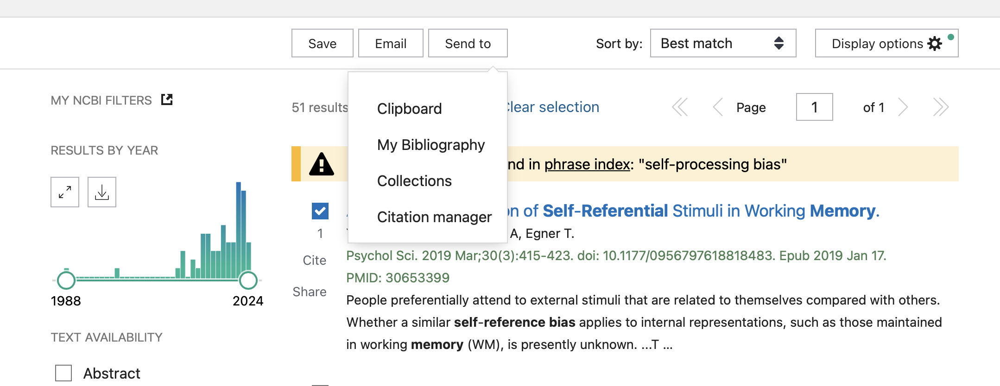 Save
Email
Send to
Sort by:
Best match
Display options
MY NCBI FILTERS
51 results
Clear selection
Page
1
of 1
Clipboard
My Bibliography
Collections
Citation manager
RESULTS BY YEAR
1988
2024
TEXT AVAILABILITY
Abstract
nd in phrase index: "self-processing bias"
on of Self-Referential Stimuli in Working Memory.
1
A, Egner T.
Cite
Psychol Sci. 2019 Mar;30(3):415-423. doi: 10.1177/0956797618818483. Epub 2019 Jan 17.
PMID: 30653399
Share
People preferentially attend to external stimuli that are related to themselves compared with others.
Whether a similar self-reference bias applies to internal representations, such as those maintained
in working memory (WM), is presently unknown. ...T ...